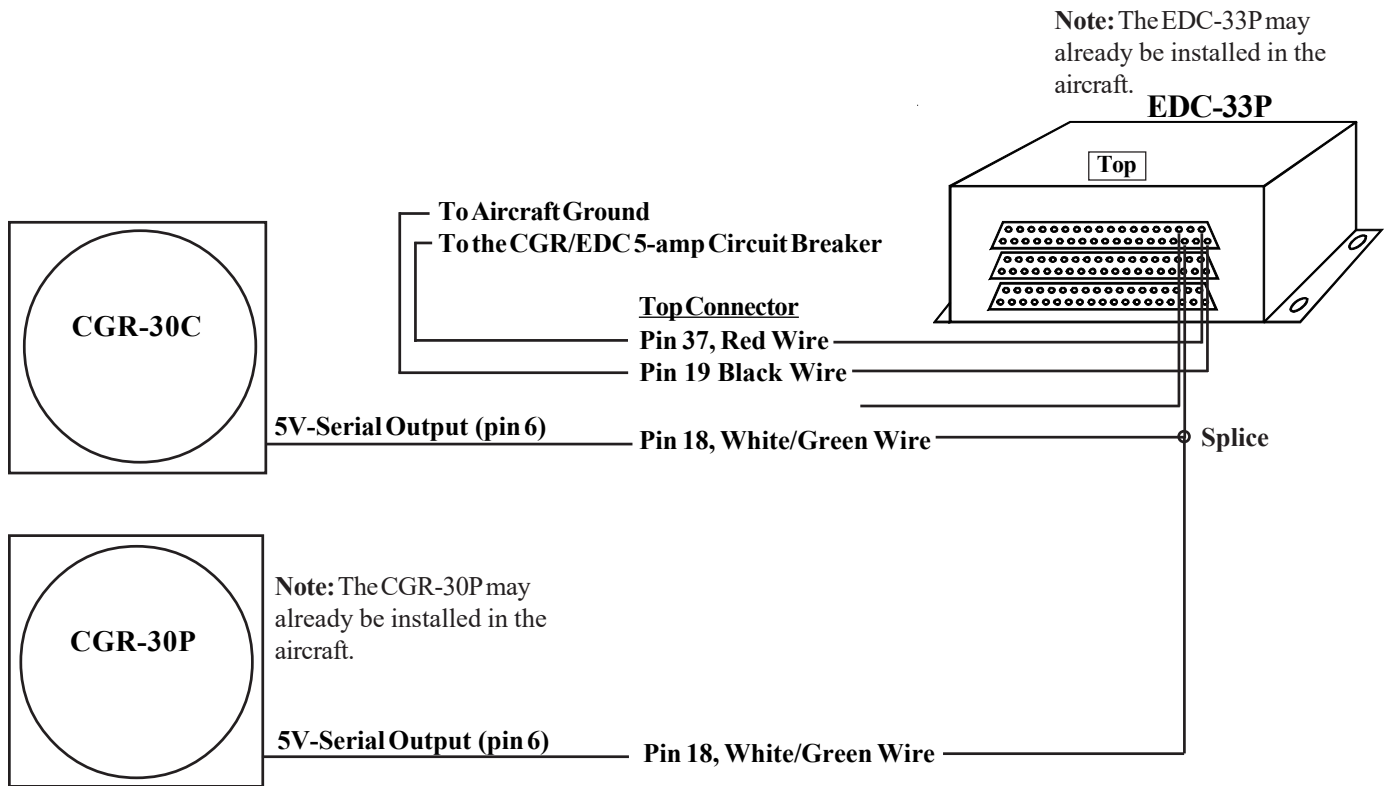 Note: The EDC-33P may
already be installed in the
aircraft.
EDC-33P
Top
To Aircraft Ground
To the CGR/EDC 5-amp Circuit Breaker
CGR-30C
Top Connector
Pin 37, Red Wire
Pin 19 Black Wire
5V-Serial Output (pin 6)
Pin 18, White/Green Wire
Splice
Note: The CGR-30P may
already be installed in the
aircraft.
CGR-30P
5V-Serial Output (pin 6)
Pin 18, White/Green Wire